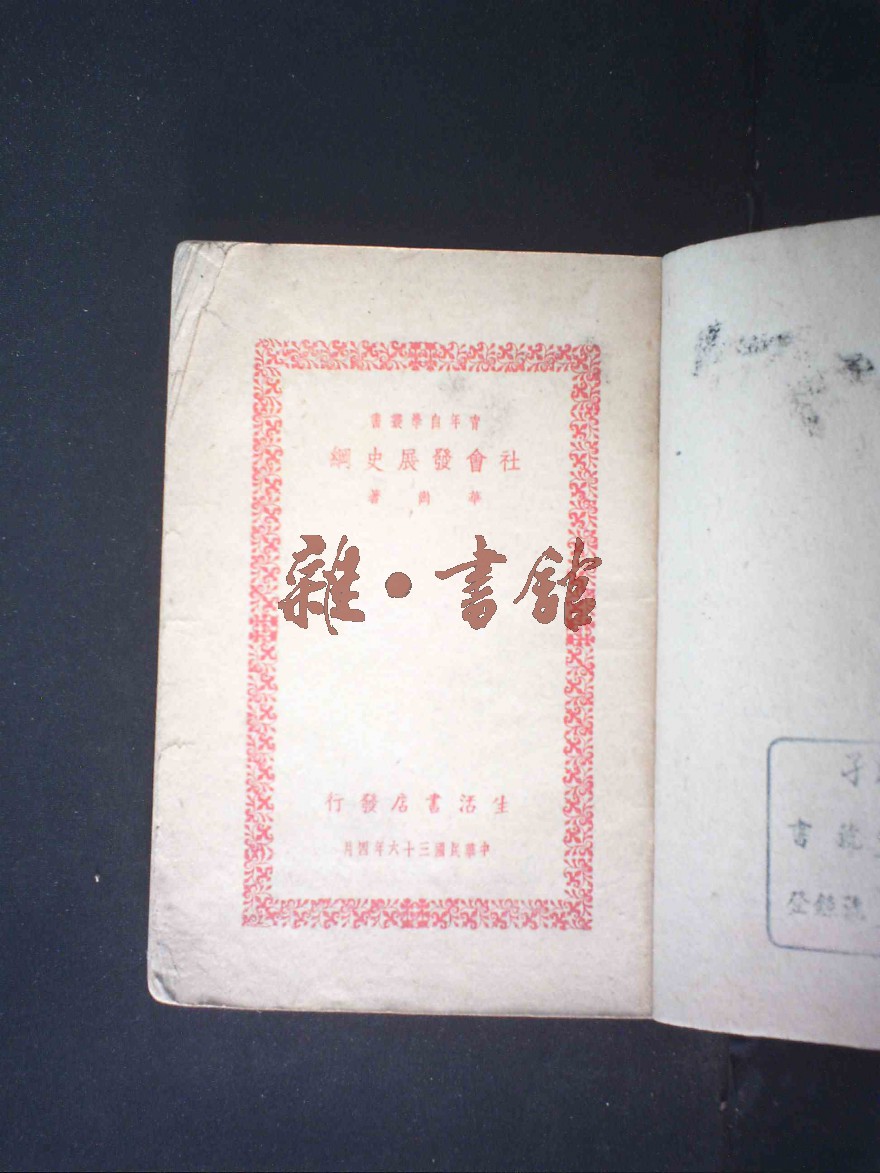 青年自學叢書
社會發展史綱
華崗著
雜·書館
生活書店發行
中華民國三十六年四月
子
書
登錄號